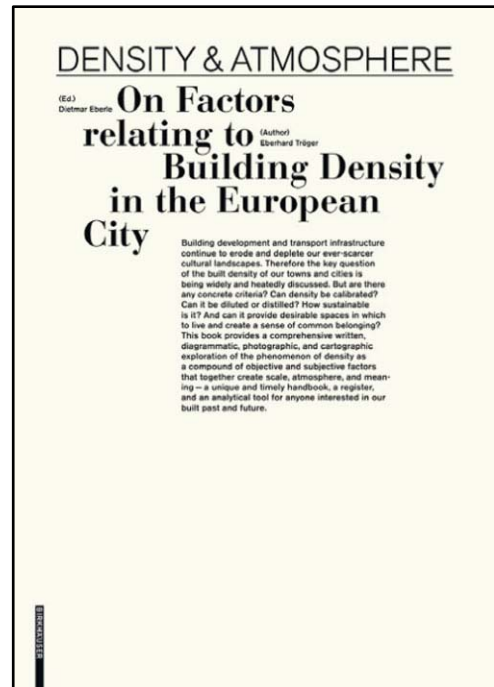 DENSITY & ATMOSPHERE
(Ed.)
Dietmar Eberle On Factors
relating to (Author)
Eberhard Tröger
Building Density
in the European
City
Building development and transport infrastructure
continue to erode and deplete our ever-scarcer
cultural landscapes. Therefore the key question
of the built density of our towns and cities is
being widely and heatedly discussed. But are there
any concrete criteria? Can density be calibrated?
Can it be diluted or distilled? How sustainable
is it? And can it provide desirable spaces in which
to live and create a sense of common belonging?
This book provides a comprehensive written,
diagrammatic, photographic, and cartographic
exploration of the phenomenon of density as
a compound of objective and subjective factors
that together create scale, atmosphere, and mean-
ing – a unique and timely handbook, a register,
and an analytical tool for anyone interested in our
built past and future.
BIRKHÄUSER